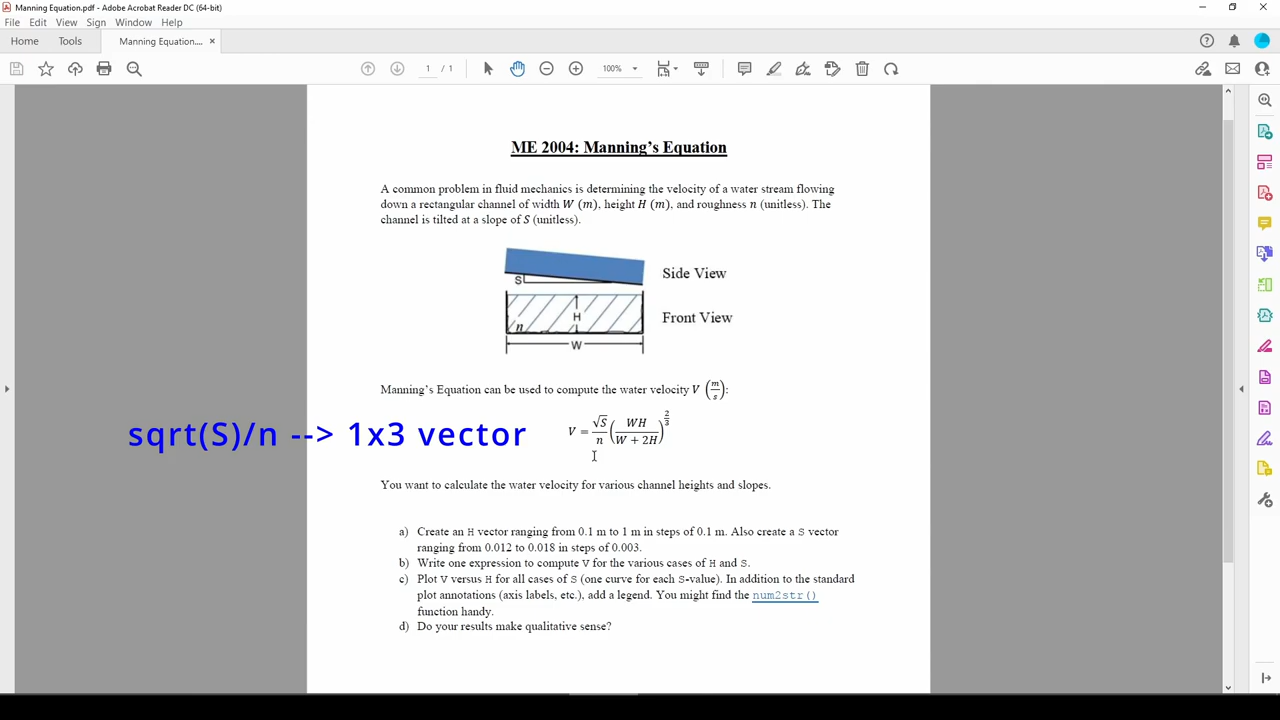 Manning Equation.pdf - Adobe Acrobat Reader DC (64-bit)
File Edit View Sign Window Help
Home Tools Manning Equation.... ×
1 / 1 100%
ME 2004: Manning's Equation
A common problem in fluid mechanics is determining the velocity of a water stream flowing
down a rectangular channel of width W (m), height H (m), and roughness n (unitless). The
channel is tilted at a slope of S (unitless).
S
Side View
H
n
Front View
W
Manning's Equation can be used to compute the water velocity V (m/s):
sqrt(S)/n --> 1x3 vector
V = √S/n (WH/(W + 2H))^(2/3)
You want to calculate the water velocity for various channel heights and slopes.
a) Create an H vector ranging from 0.1 m to 1 m in steps of 0.1 m. Also create a S vector
ranging from 0.012 to 0.018 in steps of 0.003.
b) Write one expression to compute V for the various cases of H and S.
c) Plot V versus H for all cases of S (one curve for each S-value). In addition to the standard
plot annotations (axis labels, etc.), add a legend. You might find the num2str()
function handy.
d) Do your results make qualitative sense?